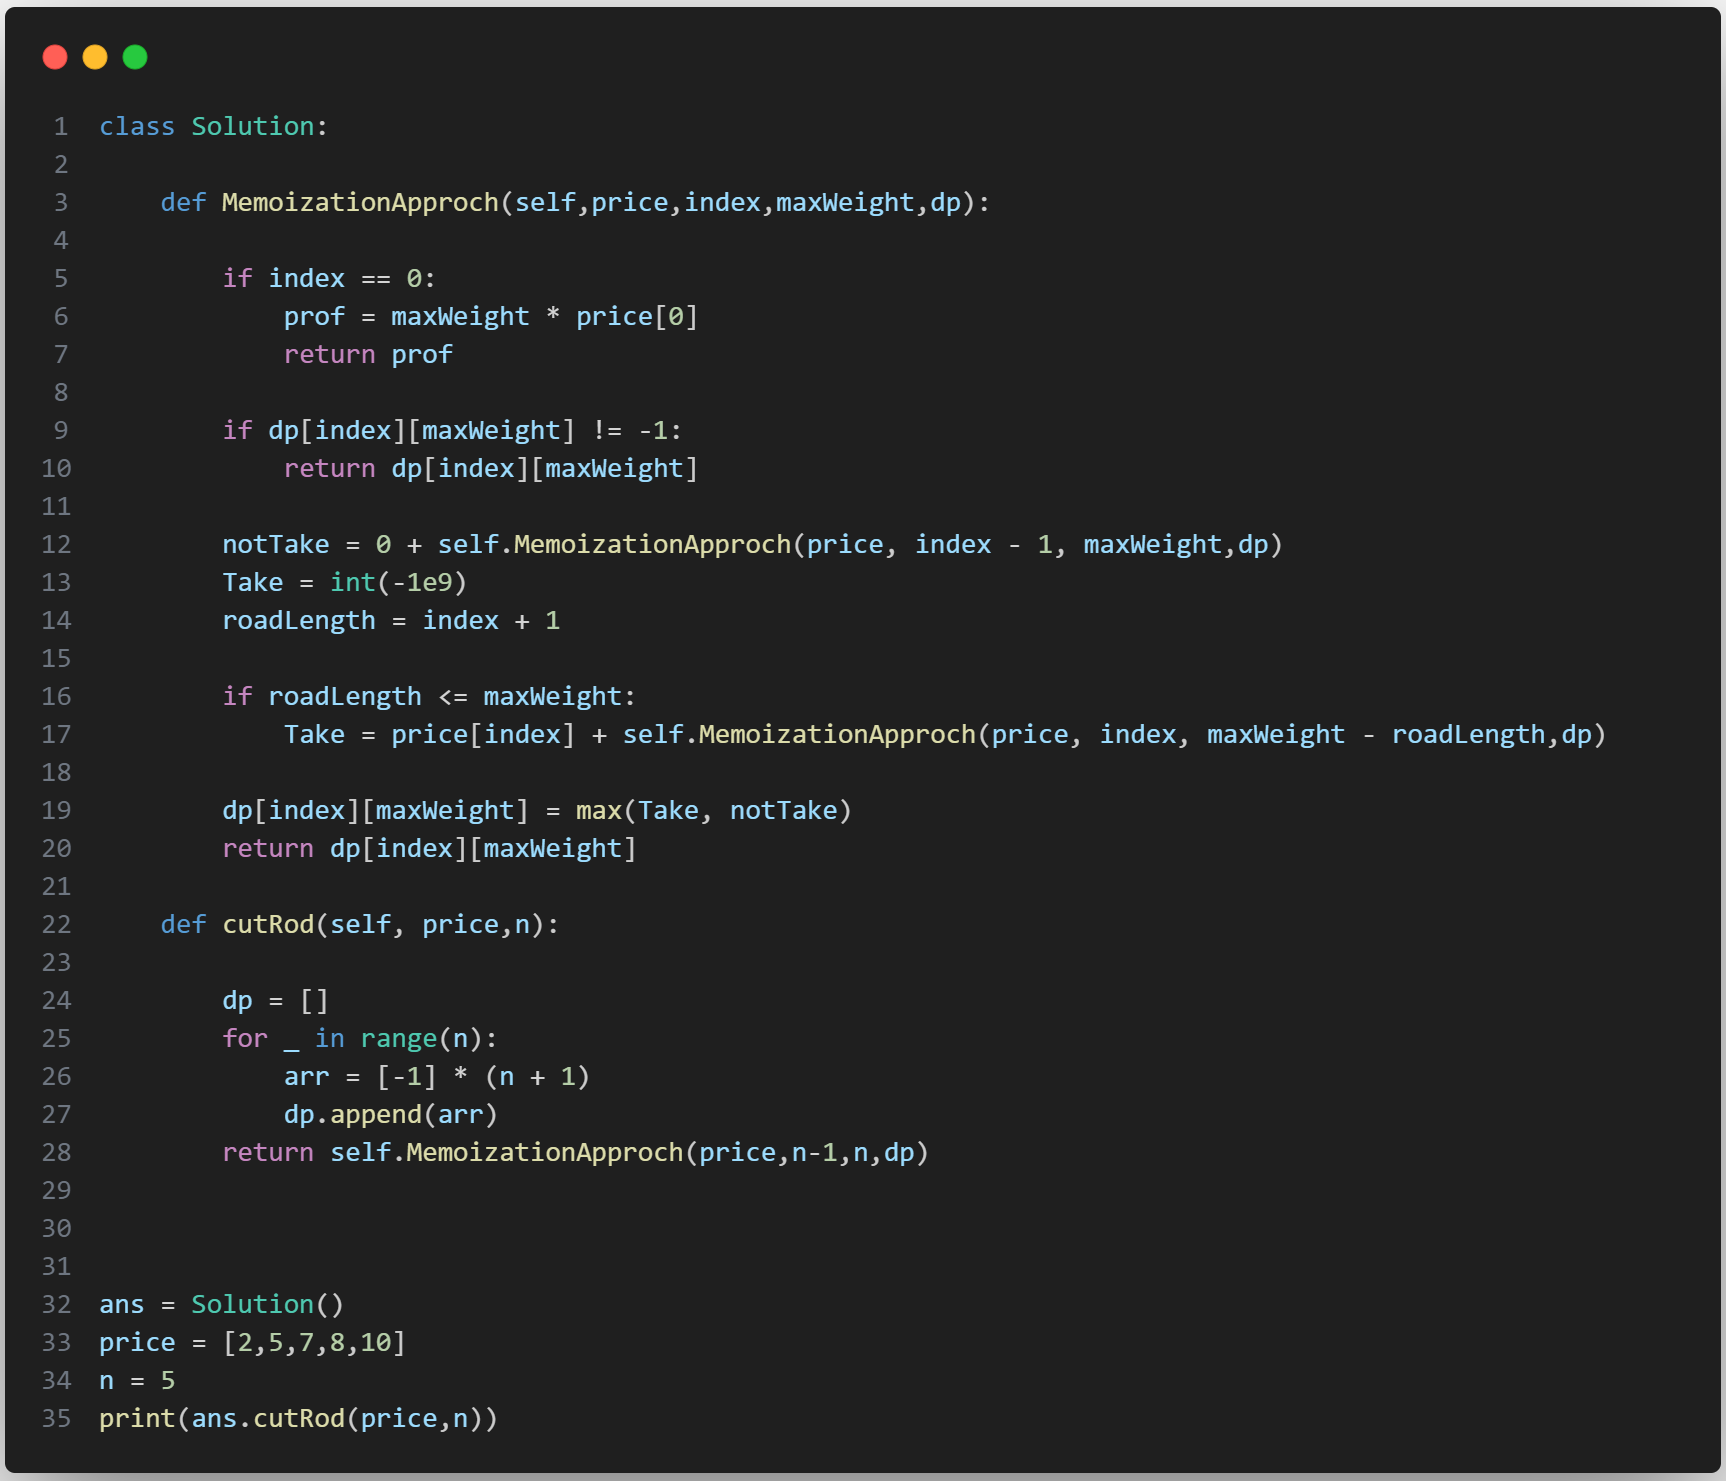 1 class Solution:
2
3     def MemoizationApproch(self,price,index,maxWeight,dp):
4
5         if index == 0:
6             prof = maxWeight * price[0]
7             return prof
8
9         if dp[index][maxWeight] != -1:
10             return dp[index][maxWeight]
11
12         notTake = 0 + self.MemoizationApproch(price, index - 1, maxWeight,dp)
13         Take = int(-1e9)
14         roadLength = index + 1
15
16         if roadLength <= maxWeight:
17             Take = price[index] + self.MemoizationApproch(price, index, maxWeight - roadLength,dp)
18
19         dp[index][maxWeight] = max(Take, notTake)
20         return dp[index][maxWeight]
21
22     def cutRod(self, price,n):
23
24         dp = []
25         for _ in range(n):
26             arr = [-1] * (n + 1)
27             dp.append(arr)
28         return self.MemoizationApproch(price,n-1,n,dp)
29
30
31
32 ans = Solution()
33 price = [2,5,7,8,10]
34 n = 5
35 print(ans.cutRod(price,n))